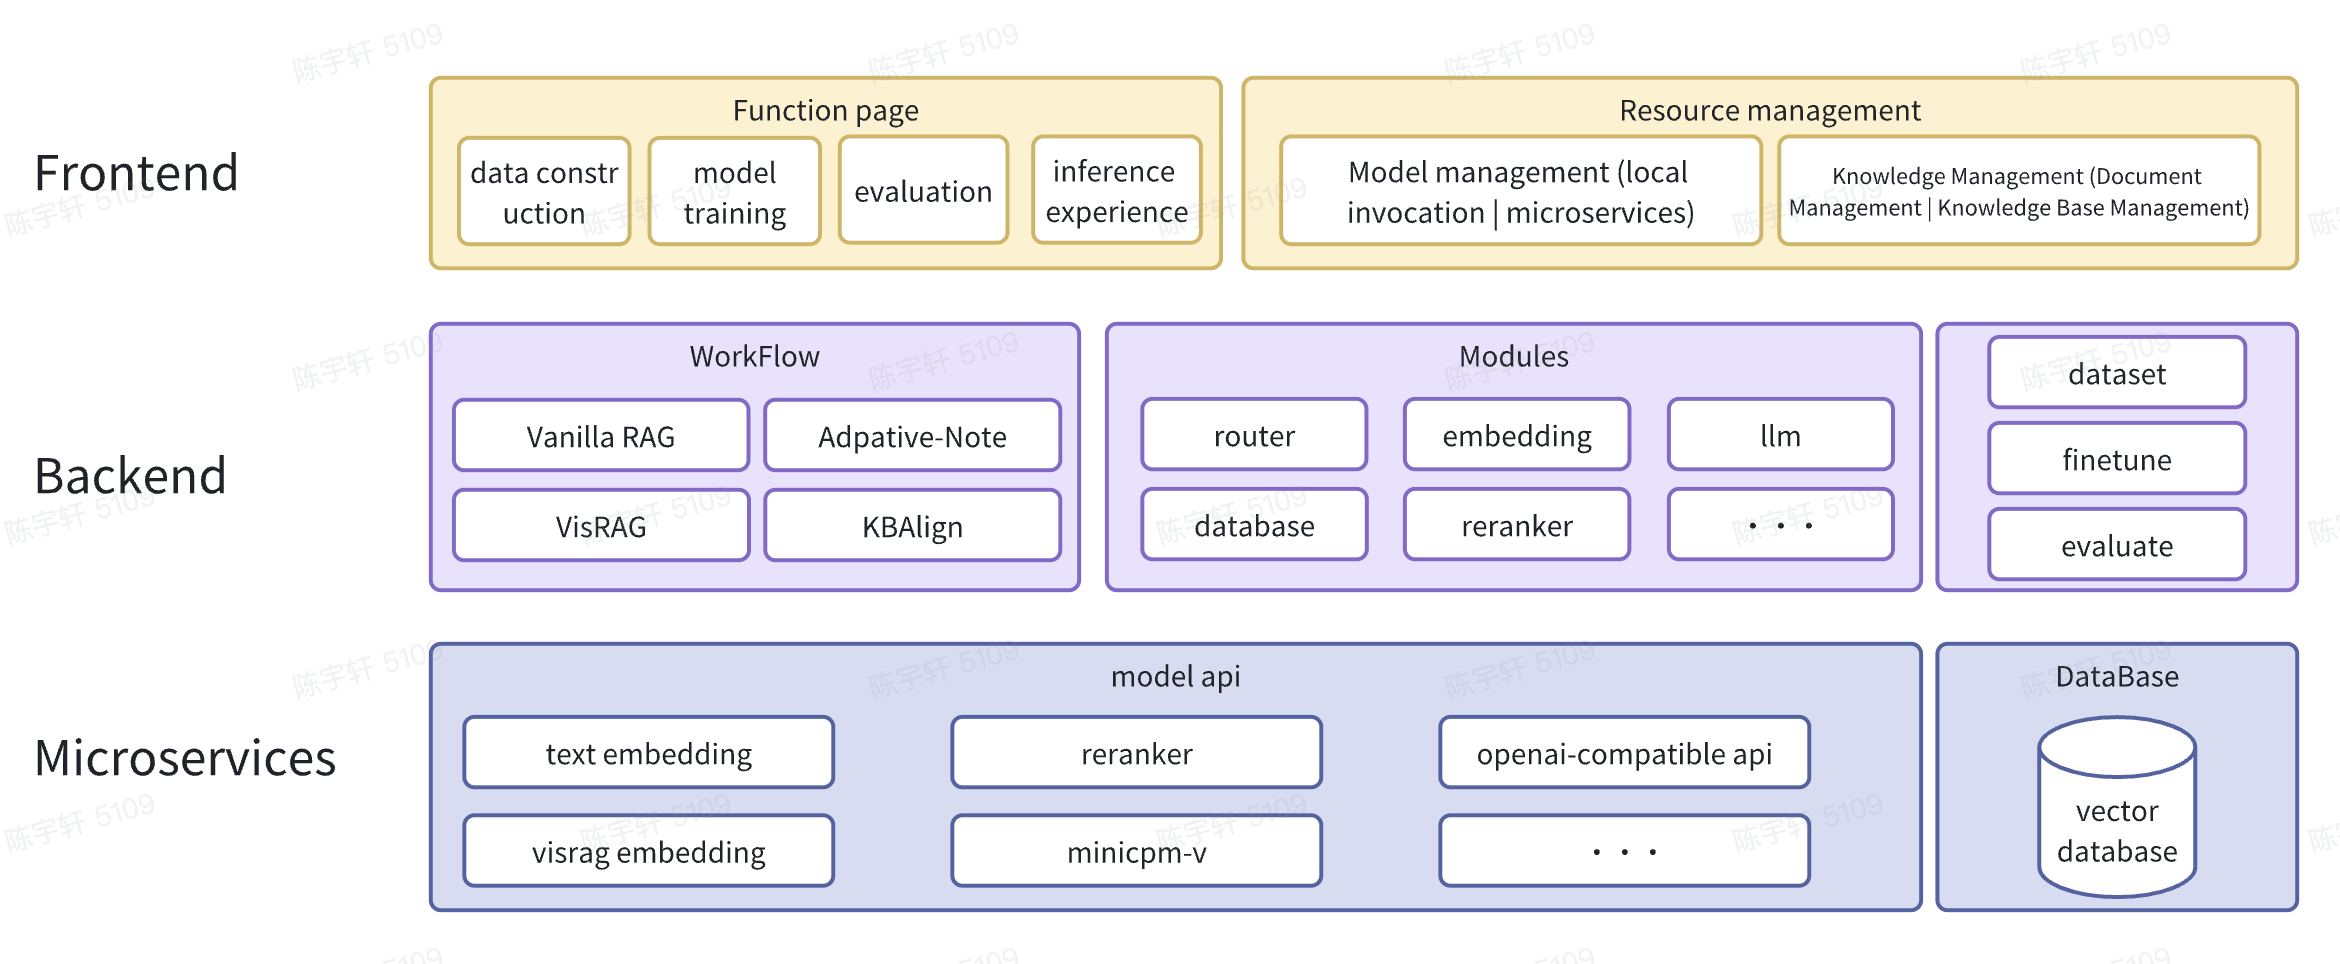 Frontend
Function page
data constr
uction
model
training
evaluation
inference
experience
Resource management
Model management (local
invocation | microservices)
Knowledge Management (Document
Management | Knowledge Base Management)
Backend
WorkFlow
Vanilla RAG
Adpative-Note
VisRAG
KBAlign
Modules
router
embedding
llm
database
reranker
···
dataset
finetune
evaluate
Microservices
model api
text embedding
reranker
openai-compatible api
visrag embedding
minicpm-v
···
DataBase
vector
database
陈宇轩 5109